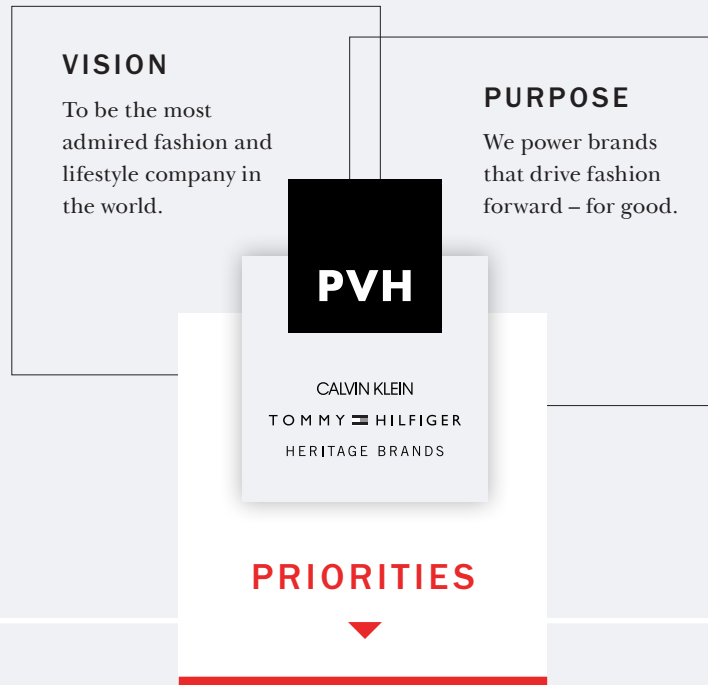 VISION
To be the most
admired fashion and
lifestyle company in
the world.
PURPOSE
We power brands
that drive fashion
forward – for good.
PVH
CALVIN KLEIN
TOMMY HILFIGER
HERITAGE BRANDS
PRIORITIES